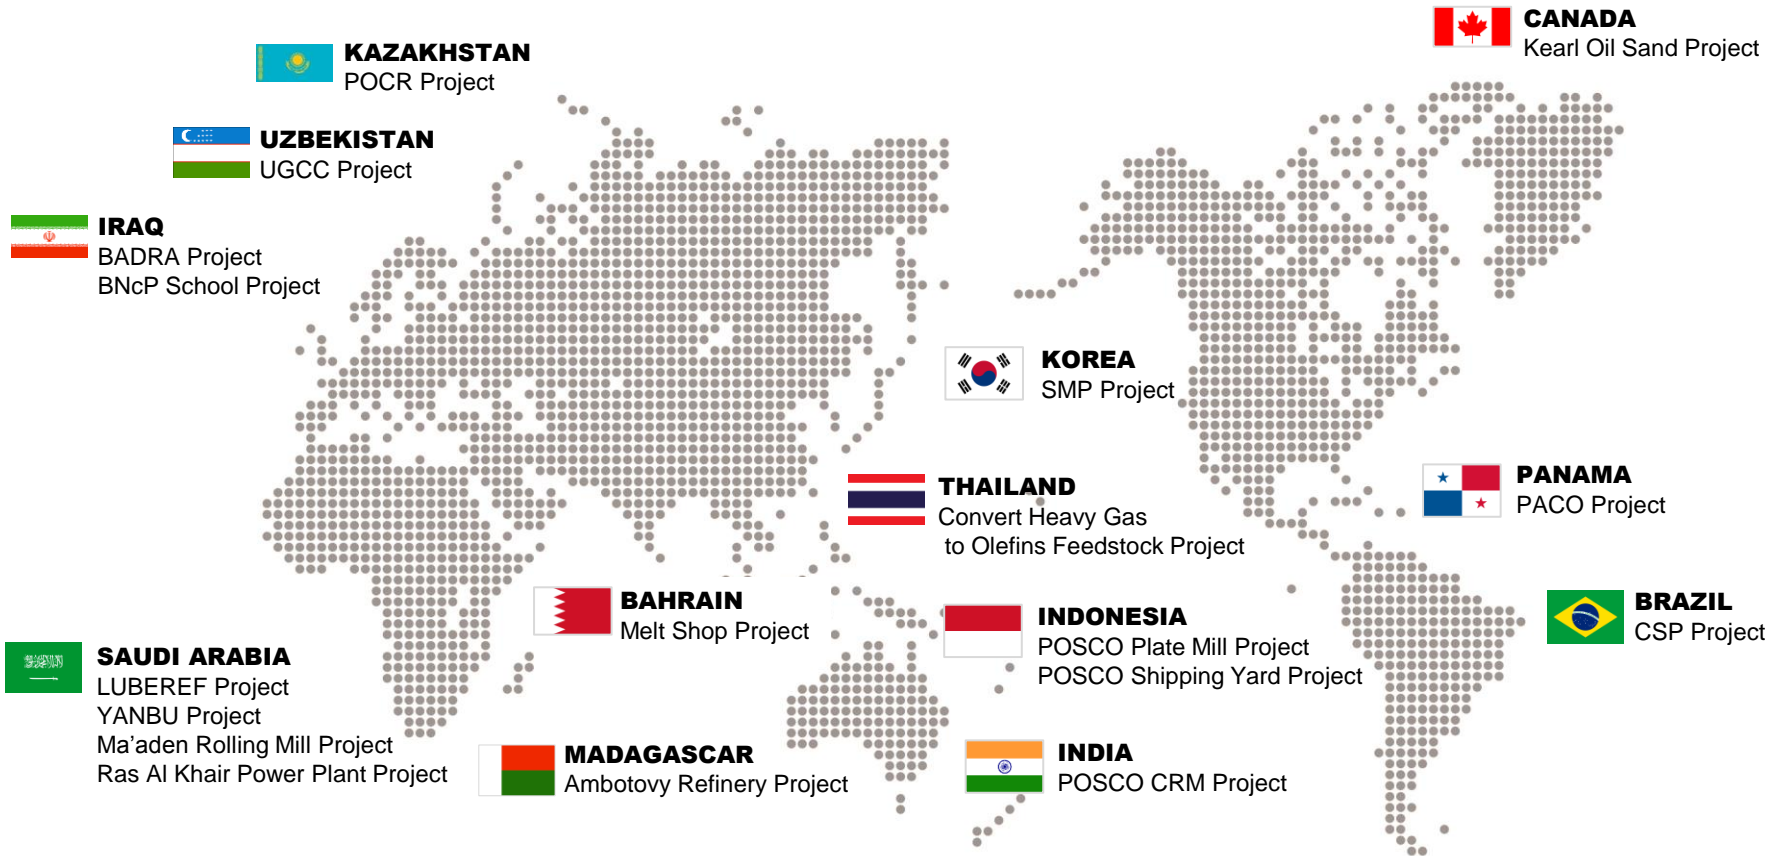 CANADA
Kearl Oil Sand Project
KAZAKHSTAN
POCR Project
UZBEKISTAN
UGCC Project
IRAQ
BADRA Project
BNcP School Project
KOREA
SMP Project
THAILAND
Convert Heavy Gas
to Olefins Feedstock Project
PANAMA
PACO Project
BAHRAIN
Melt Shop Project
INDONESIA
POSCO Plate Mill Project
POSCO Shipping Yard Project
BRAZIL
CSP Project
SAUDI ARABIA
LUBEREF Project
YANBU Project
Ma’aden Rolling Mill Project
Ras Al Khair Power Plant Project
MADAGASCAR
Ambotovy Refinery Project
INDIA
POSCO CRM Project